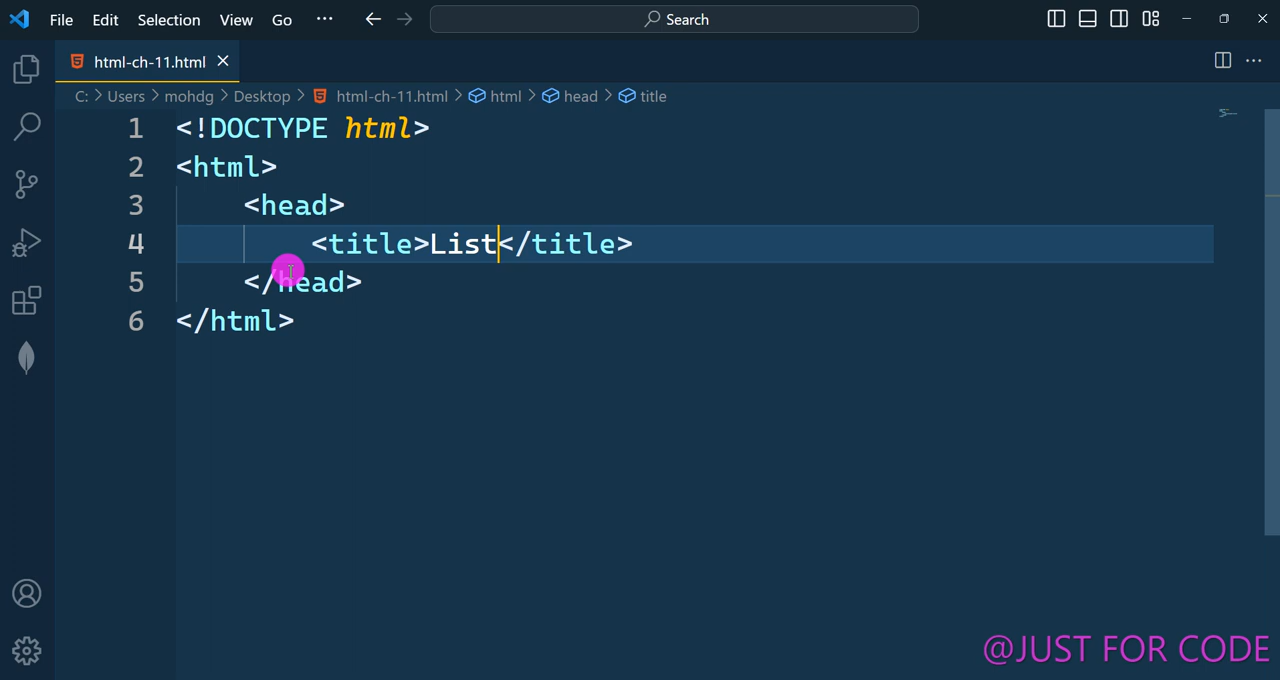 File Edit Selection View Go ··· Search
html-ch-11.html
C: > Users > mohdg > Desktop > html-ch-11.html > html > head > title
1 <!DOCTYPE html>
2 <html>
3 <head>
4 <title>List</title>
5 </head>
6 </html>
@JUST FOR CODE